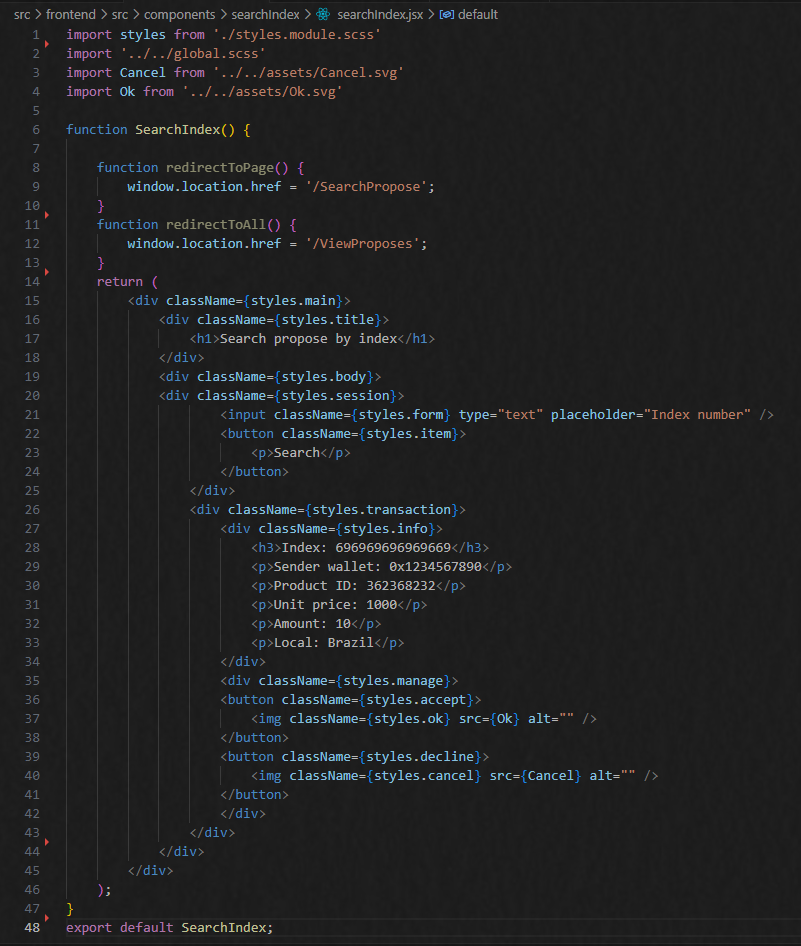 src > frontend > src > components > searchIndex > searchIndex.jsx > default
1 import styles from './styles.module.scss'
2 import '../../global.scss'
3 import Cancel from '../../assets/Cancel.svg'
4 import Ok from '../../assets/Ok.svg'
5
6 function SearchIndex() {
7
8     function redirectToPage() {
9         window.location.href = '/SearchPropose';
10     }
11     function redirectToAll() {
12         window.location.href = '/ViewProposes';
13     }
14     return (
15         <div className={styles.main}>
16             <div className={styles.title}>
17                 <h1>Search propose by index</h1>
18             </div>
19             <div className={styles.body}>
20             <div className={styles.session}>
21                     <input className={styles.form} type="text" placeholder="Index number" />
22                     <button className={styles.item}>
23                         <p>Search</p>
24                     </button>
25                 </div>
26                 <div className={styles.transaction}>
27                     <div className={styles.info}>
28                         <h3>Index: 696969696969669</h3>
29                         <p>Sender wallet: 0x1234567890</p>
30                         <p>Product ID: 362368232</p>
31                         <p>Unit price: 1000</p>
32                         <p>Amount: 10</p>
33                         <p>Local: Brazil</p>
34                     </div>
35                     <div className={styles.manage}>
36                     <button className={styles.accept}>
37                         <img className={styles.ok} src={Ok} alt="" />
38                     </button>
39                     <button className={styles.decline}>
40                         <img className={styles.cancel} src={Cancel} alt="" />
41                     </button>
42                     </div>
43                 </div>
44             </div>
45         </div>
46     );
47 }
48 export default SearchIndex;